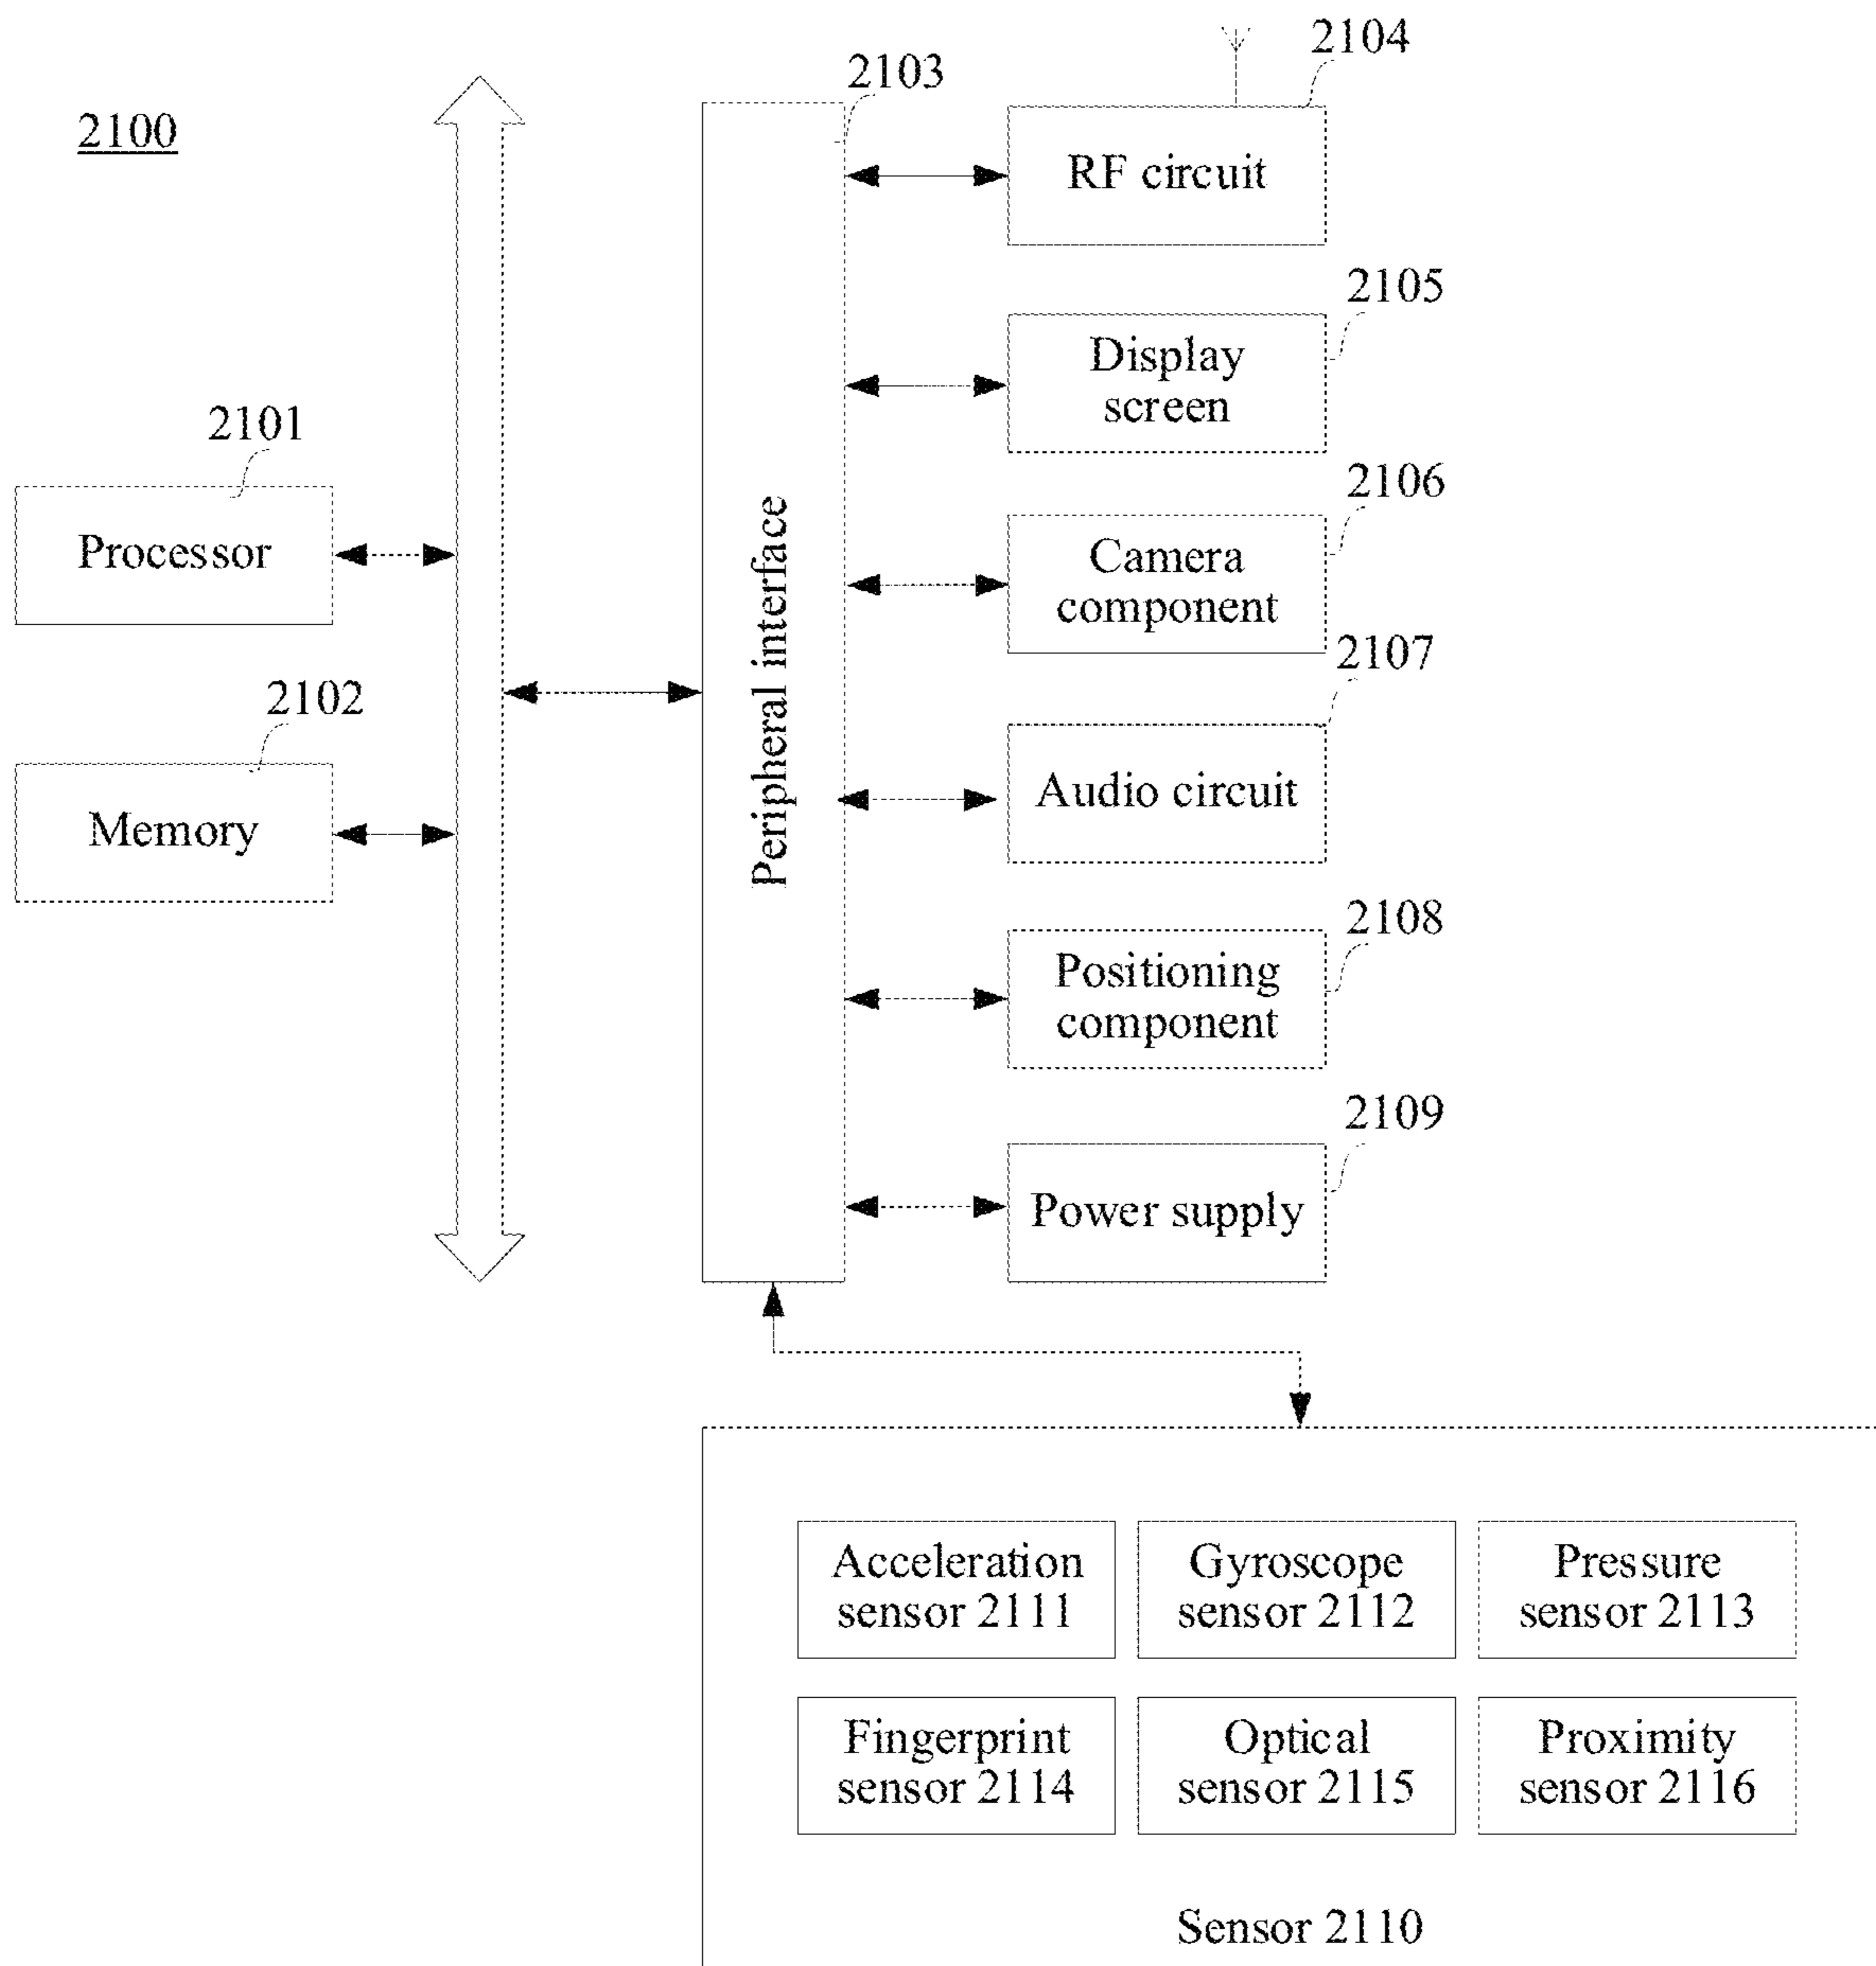 2100
2103
2104
RF circuit
2105
Display
screen
2101
Processor
2106
Camera
component
Peripheral interface
2102
Memory
2107
Audio circuit
2108
Positioning
component
2109
Power supply
Acceleration
sensor 2111
Gyroscope
sensor 2112
Pressure
sensor 2113
Fingerprint
sensor 2114
Optical
sensor 2115
Proximity
sensor 2116
Sensor 2110